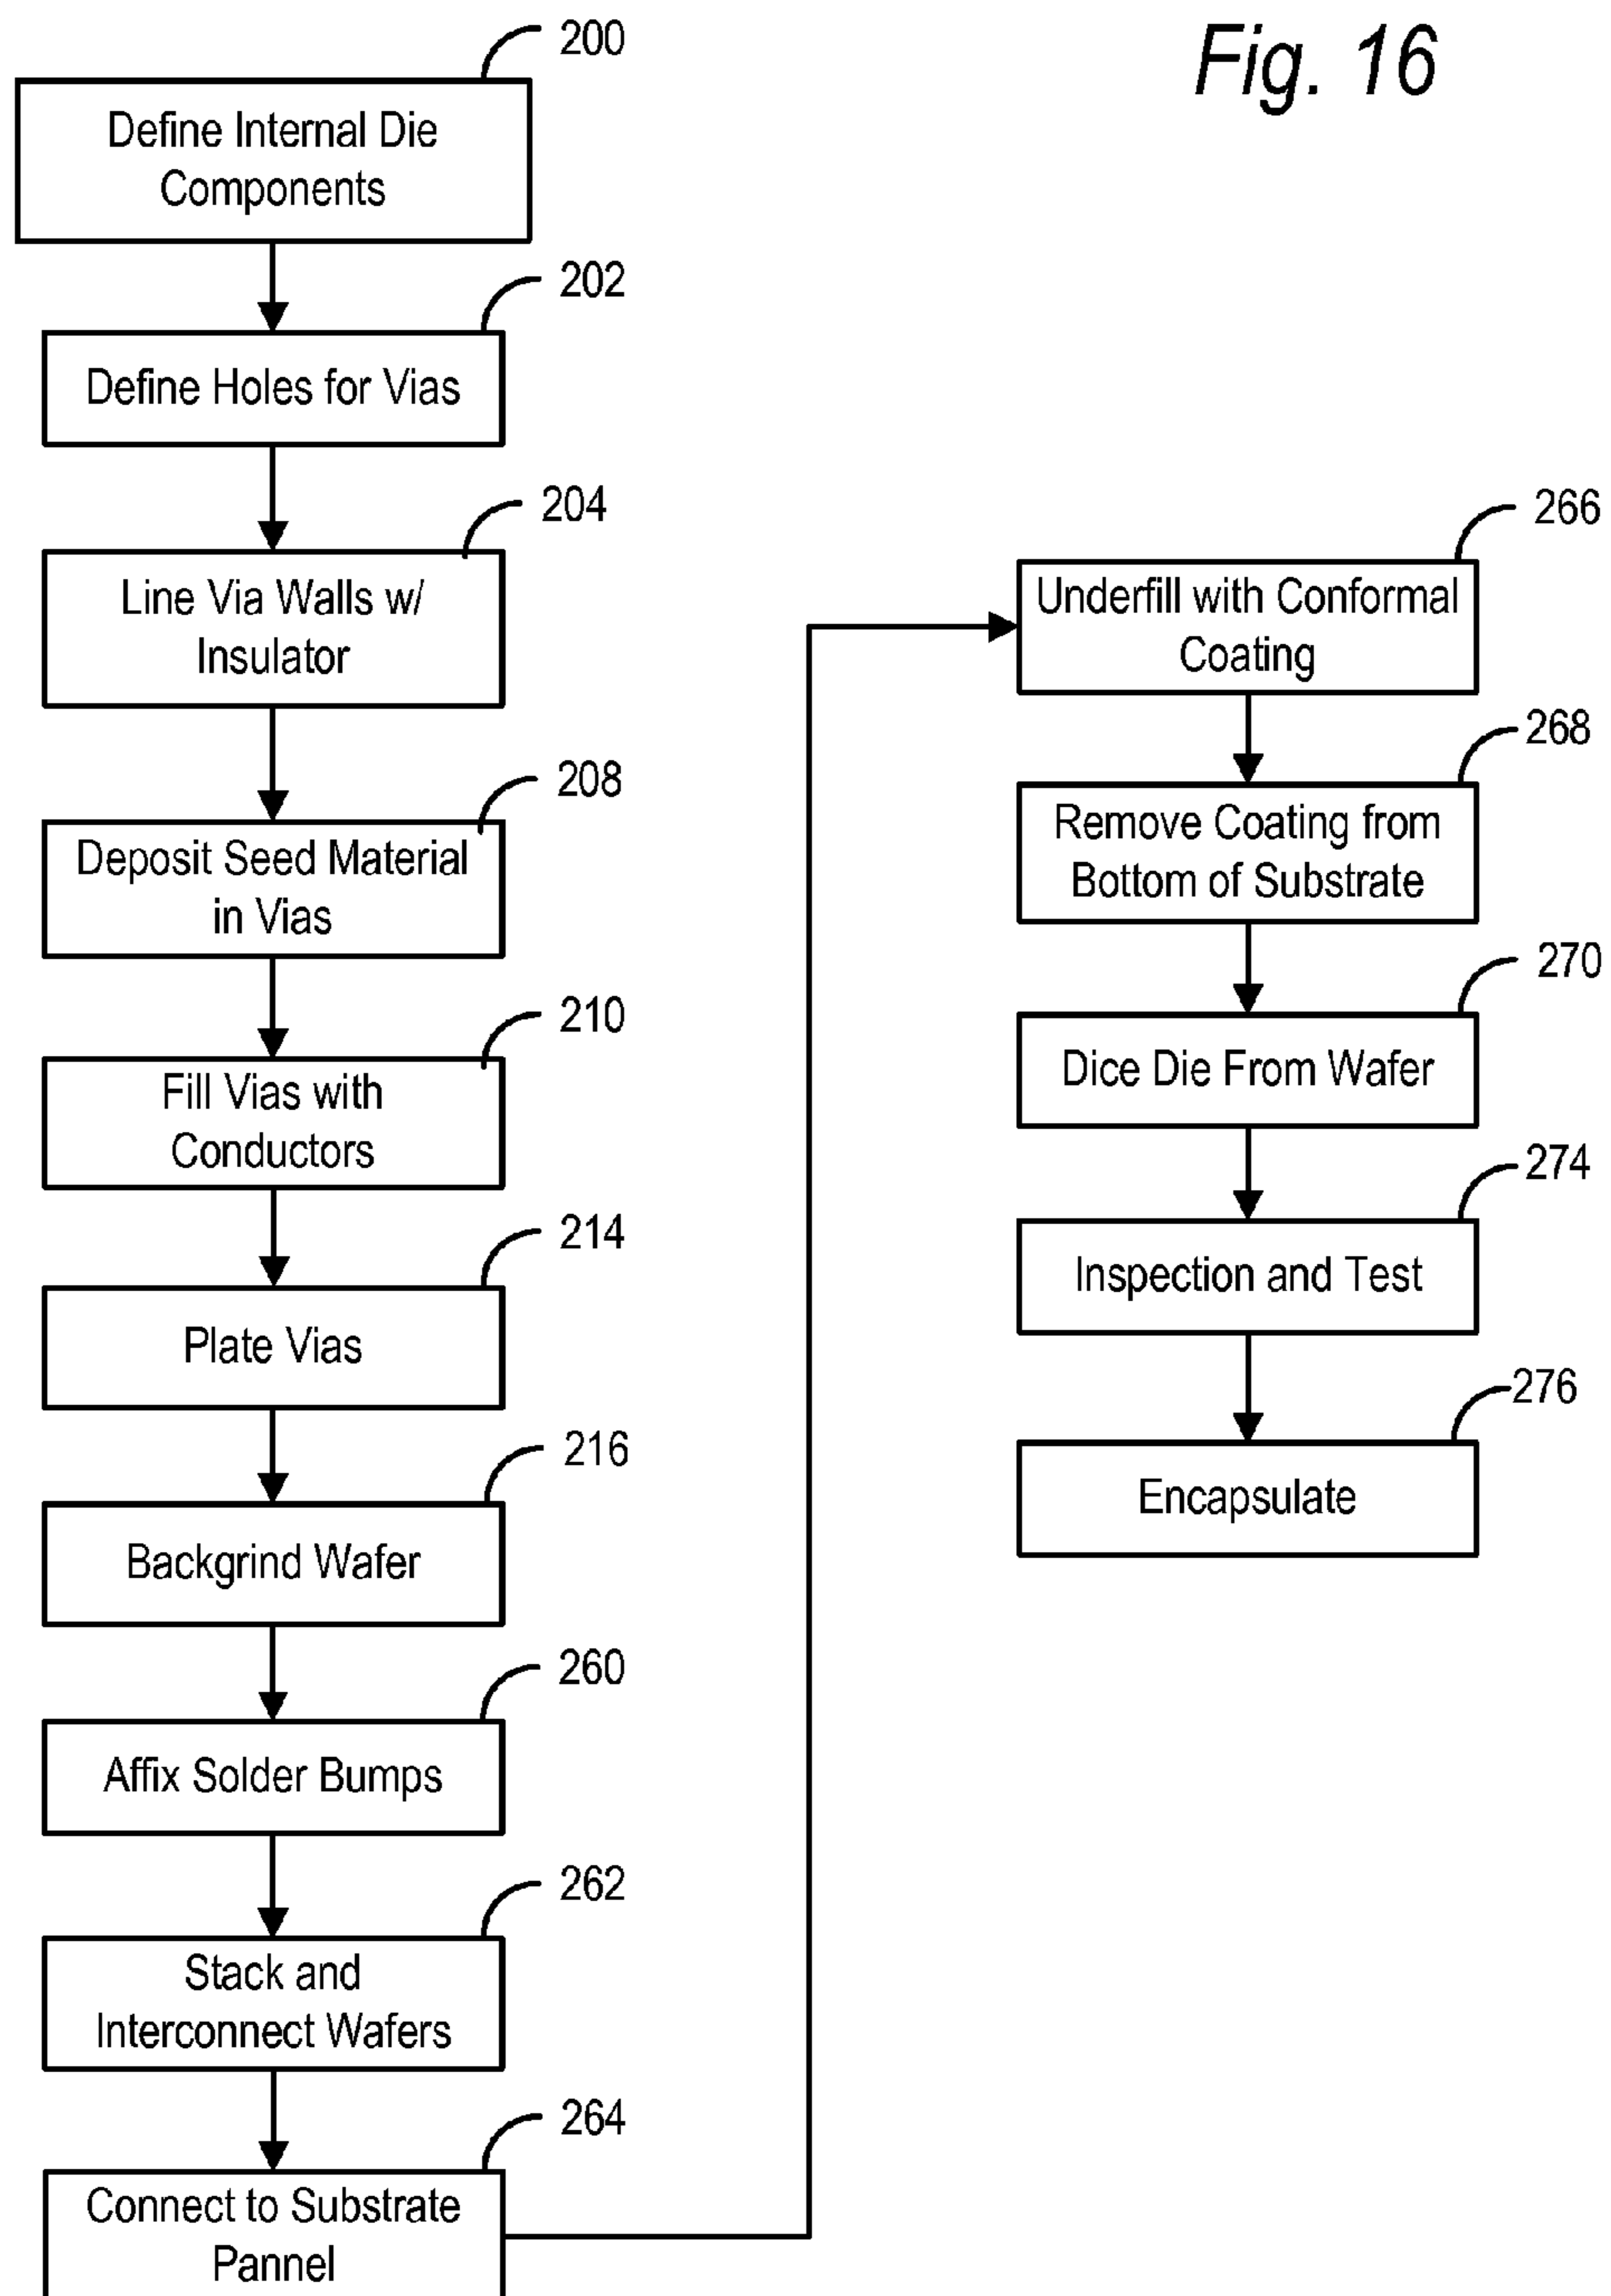 Fig. 16
200
Define Internal Die
Components
202
Define Holes for Vias
204
Line Via Walls w/
Insulator
208
Deposit Seed Material
in Vias
210
Fill Vias with
Conductors
214
Plate Vias
216
Backgrind Wafer
260
Affix Solder Bumps
262
Stack and
Interconnect Wafers
264
Connect to Substrate
Pannel
266
Underfill with Conformal
Coating
268
Remove Coating from
Bottom of Substrate
270
Dice Die From Wafer
274
Inspection and Test
276
Encapsulate